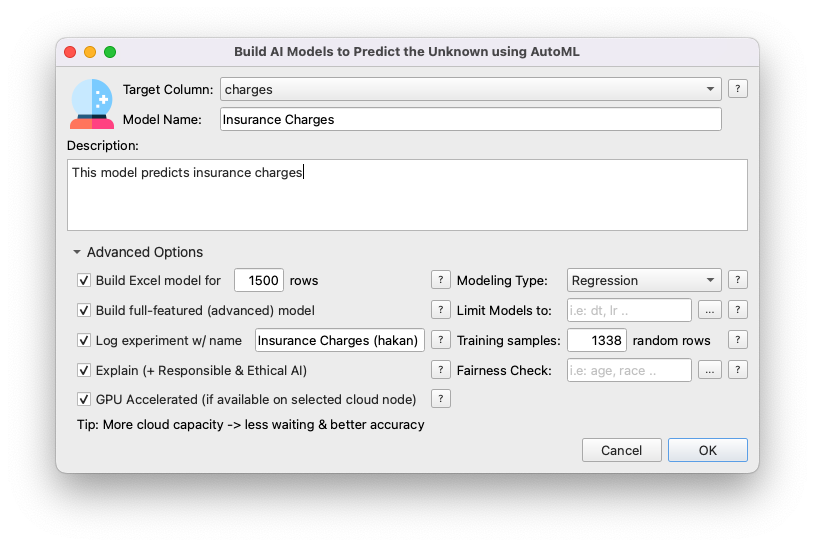 Build AI Models to Predict the Unknown using AutoML
Target Column: charges ?
Model Name: Insurance Charges
Description:
This model predicts insurance charges
Advanced Options
Build Excel model for 1500 rows ? Modeling Type: Regression ?
Build full-featured (advanced) model Limit Models to: i.e: dt, lr .. ... ?
Log experiment w/ name Insurance Charges (hakan) ? Training samples: 1338 random rows ?
Explain (+ Responsible & Ethical AI) ? Fairness Check: i.e: age, race .. ... ?
GPU Accelerated (if available on selected cloud node) ?
Tip: More cloud capacity -> less waiting & better accuracy
Cancel OK